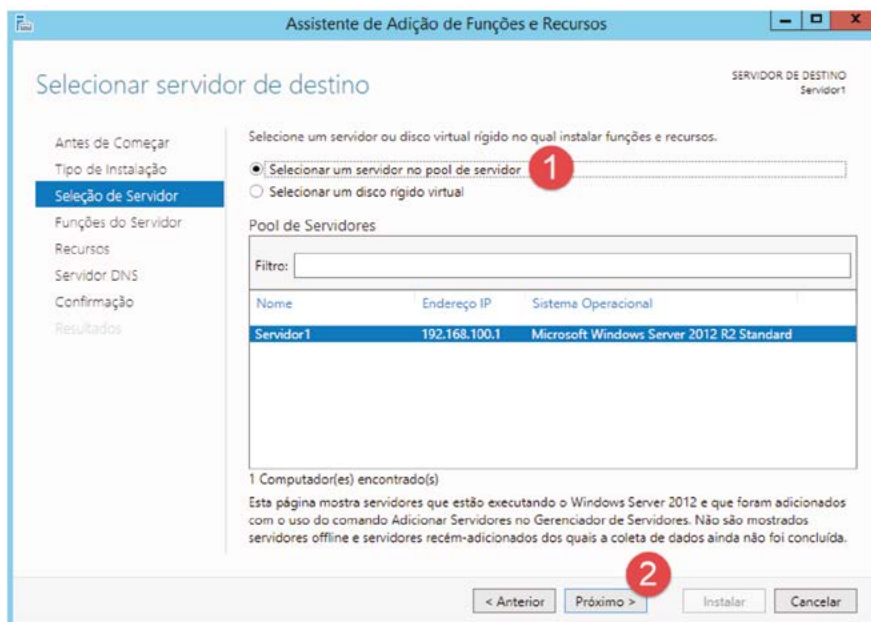 Assistente de Adição de Funções e Recursos
Selecionar servidor de destino
SERVIDOR DE DESTINO
Servidor1
Antes de Começar
Tipo de Instalação
Seleção de Servidor
Funções do Servidor
Recursos
Servidor DNS
Confirmação
Resultados
Selecione um servidor ou disco virtual rígido no qual instalar funções e recursos.
Selecionar um servidor no pool de servidor 1
Selecionar um disco rígido virtual
Pool de Servidores
Filtro:
Nome Endereço IP Sistema Operacional
Servidor1 192.168.100.1 Microsoft Windows Server 2012 R2 Standard
1 Computador(es) encontrado(s)
Esta página mostra servidores que estão executando o Windows Server 2012 e que foram adicionados
com o uso do comando Adicionar Servidores no Gerenciador de Servidores. Não são mostrados
servidores offline e servidores recém-adicionados dos quais a coleta de dados ainda não foi concluída.
2
< Anterior Próximo > Instalar Cancelar